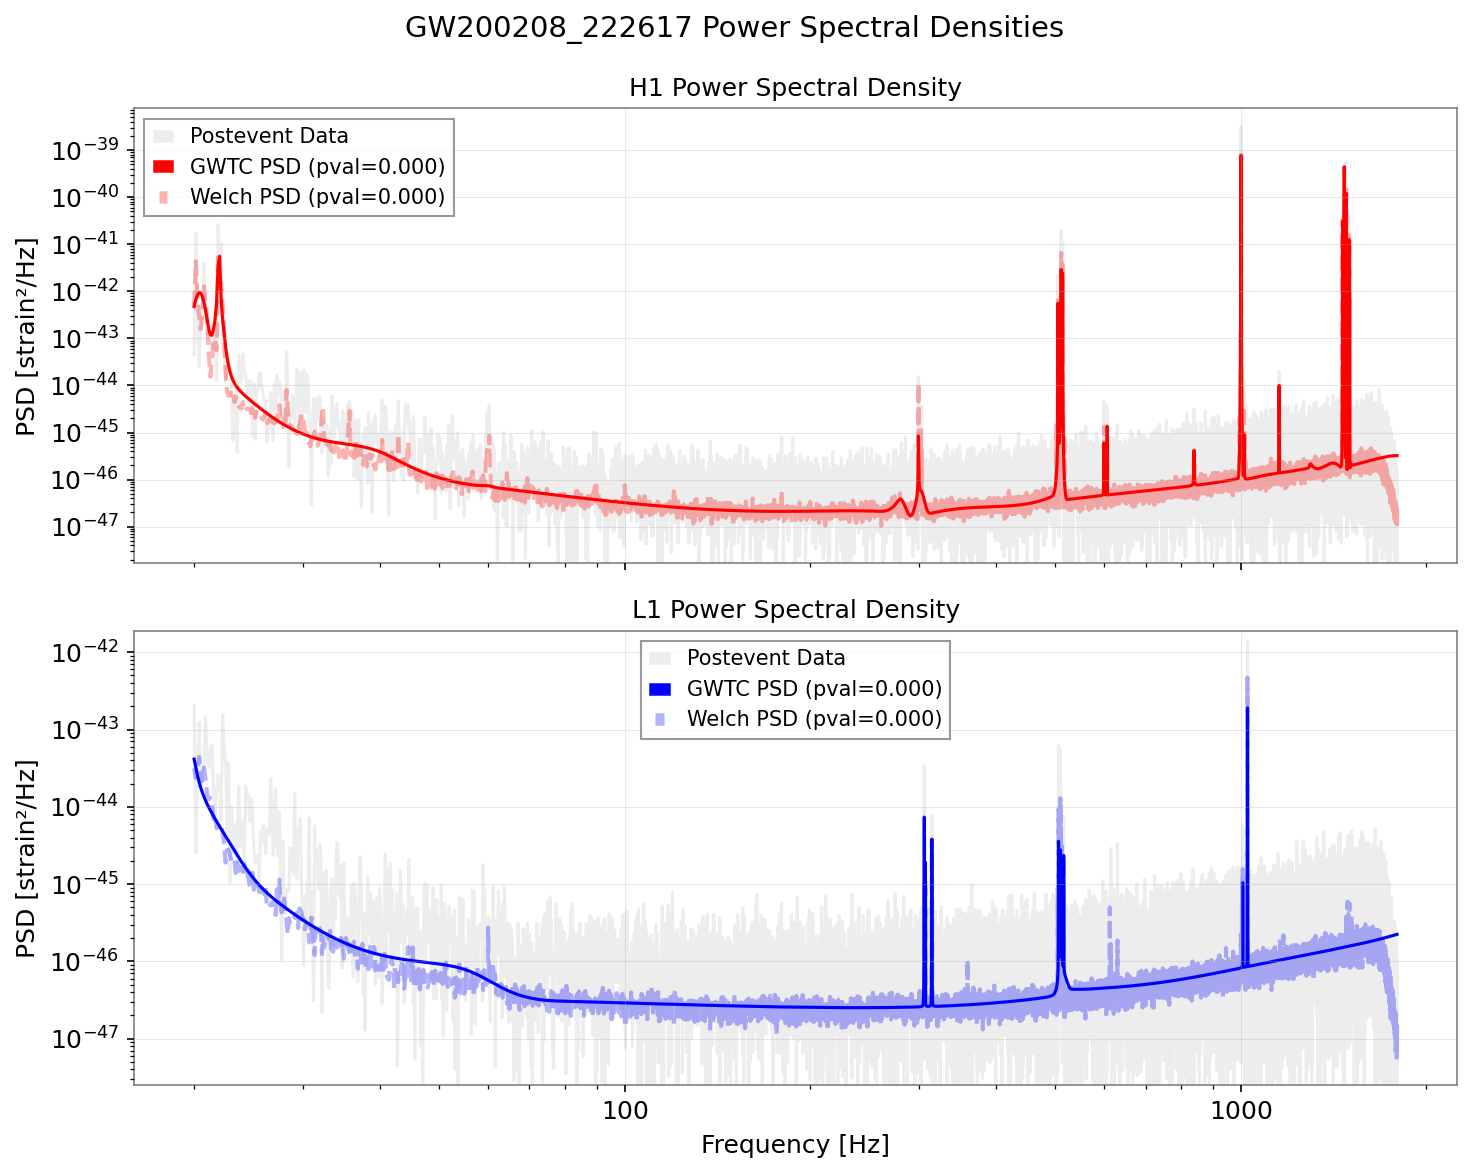 GW200208_222617 Power Spectral Densities
H1 Power Spectral Density
PSD [strain²/Hz]
10⁻³⁹
10⁻⁴⁰
10⁻⁴¹
10⁻⁴²
10⁻⁴³
10⁻⁴⁴
10⁻⁴⁵
10⁻⁴⁶
10⁻⁴⁷
Postevent Data
GWTC PSD (pval=0.000)
Welch PSD (pval=0.000)
L1 Power Spectral Density
PSD [strain²/Hz]
10⁻⁴²
10⁻⁴³
10⁻⁴⁴
10⁻⁴⁵
10⁻⁴⁶
10⁻⁴⁷
Postevent Data
GWTC PSD (pval=0.000)
Welch PSD (pval=0.000)
100 1000
Frequency [Hz]